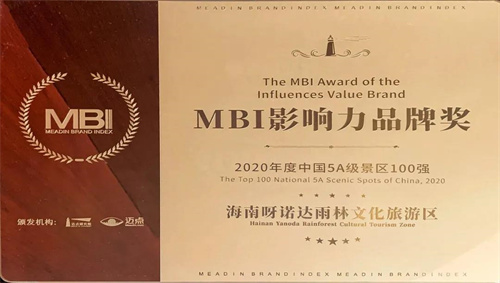 MEADIN BRANDINDEX MEADIN BRANDINDEX
MBI
MEADIN BRAND INDEX
The MBI Award of the
Influences Value Brand
MBI影响力品牌奖
2020年度中国5A级景区100强
The Top 100 National 5A Scenic Spots of China, 2020
海南呀诺达雨林文化旅游区
Hainan Yanoda Rainforest Cultural Tourism Zone
颁发机构:
迈点
MEADIN BRANDINDEX MEADIN BRANDINDEX